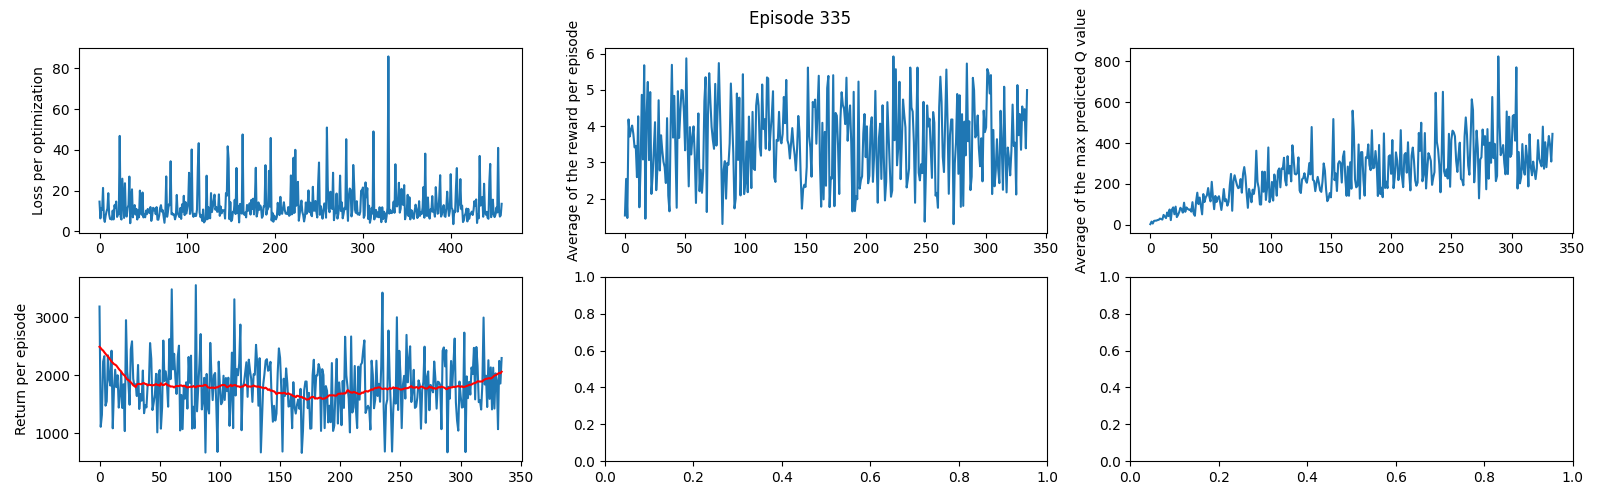 Episode 335
Loss per optimization
80
60
40
20
0
0 100 200 300 400
Average of the reward per episode
6
5
4
3
2
0 50 100 150 200 250 300 350
Average of the max predicted Q value
800
600
400
200
0
0 50 100 150 200 250 300 350
Return per episode
3000
2000
1000
0 50 100 150 200 250 300 350
1.0
0.8
0.6
0.4
0.2
0.0
0.0 0.2 0.4 0.6 0.8 1.0
1.0
0.8
0.6
0.4
0.2
0.0
0.0 0.2 0.4 0.6 0.8 1.0